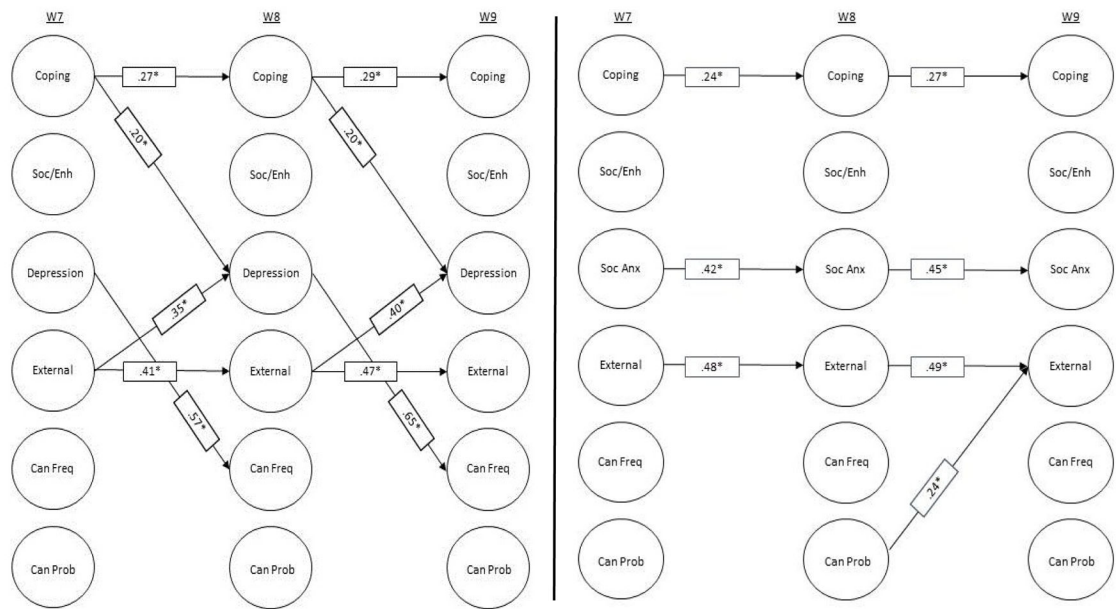 W7 W8 W9 W7 W8 W9
Coping .27* Coping .29* Coping Coping .24* Coping .27* Coping
.20* .20*
Soc/Enh Soc/Enh Soc/Enh Soc/Enh Soc/Enh Soc/Enh
Depression Depression Depression Soc Anx .42* Soc Anx .45* Soc Anx
.35* .40*
External .41* External .47* External External .48* External .49* External
.57* .65*
Can Freq Can Freq Can Freq Can Freq Can Freq Can Freq
.24*
Can Prob Can Prob Can Prob Can Prob Can Prob Can Prob